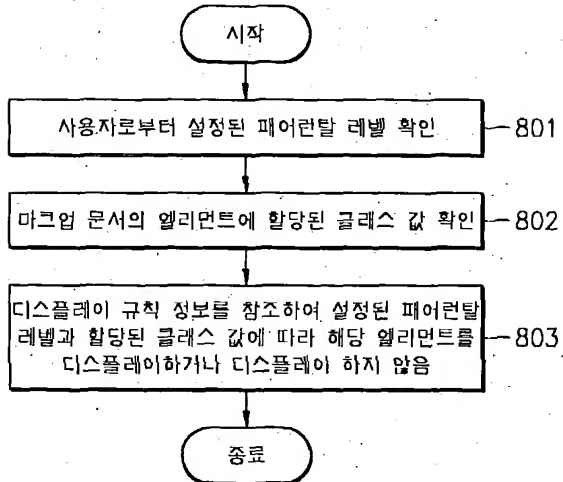 시작
사용자로부터 설정된 패어런탈 레벨 확인
801
마크업 문서의 엘리먼트에 할당된 클래스 값 확인
802
디스플레이 규칙 정보를 참조하여 설정된 패어런탈
레벨과 할당된 클래스 값에 따라 해당 엘리먼트를
803
디스플레이하거나 디스플레이 하지 않음
종료